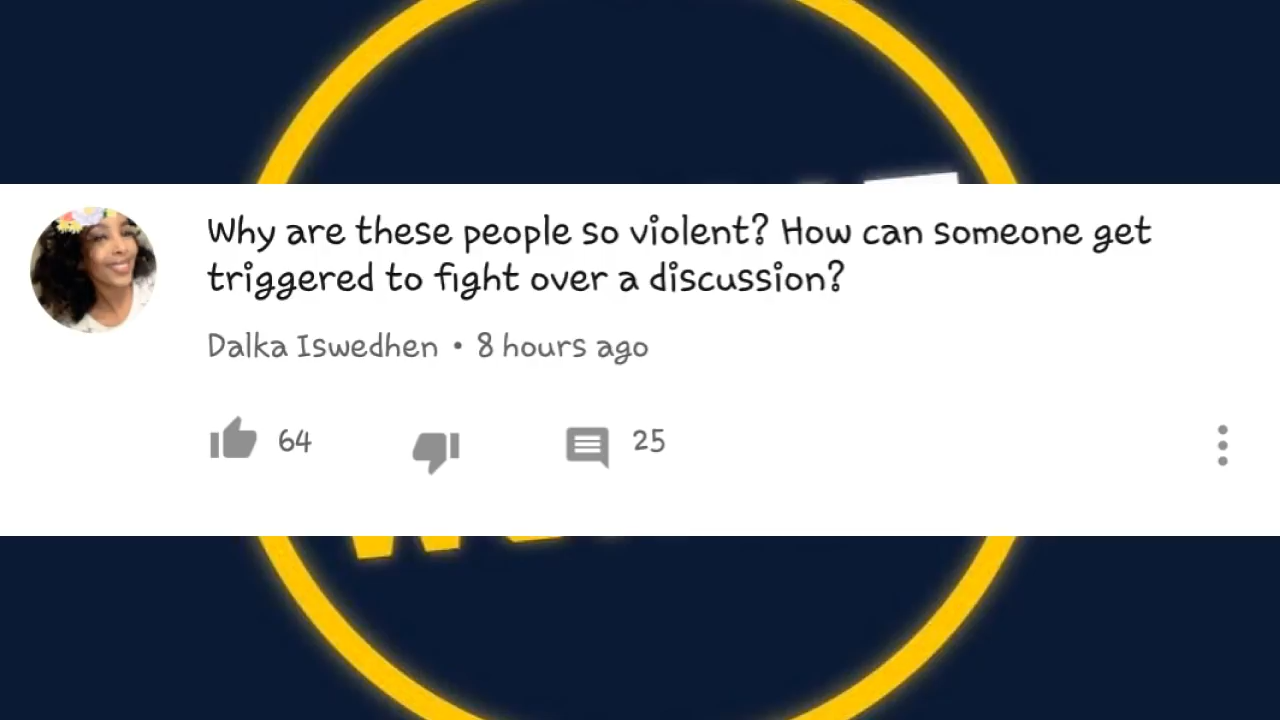 Why are these people so violent? How can someone get
triggered to fight over a discussion?
Dalka Iswedhen • 8 hours ago
64
25